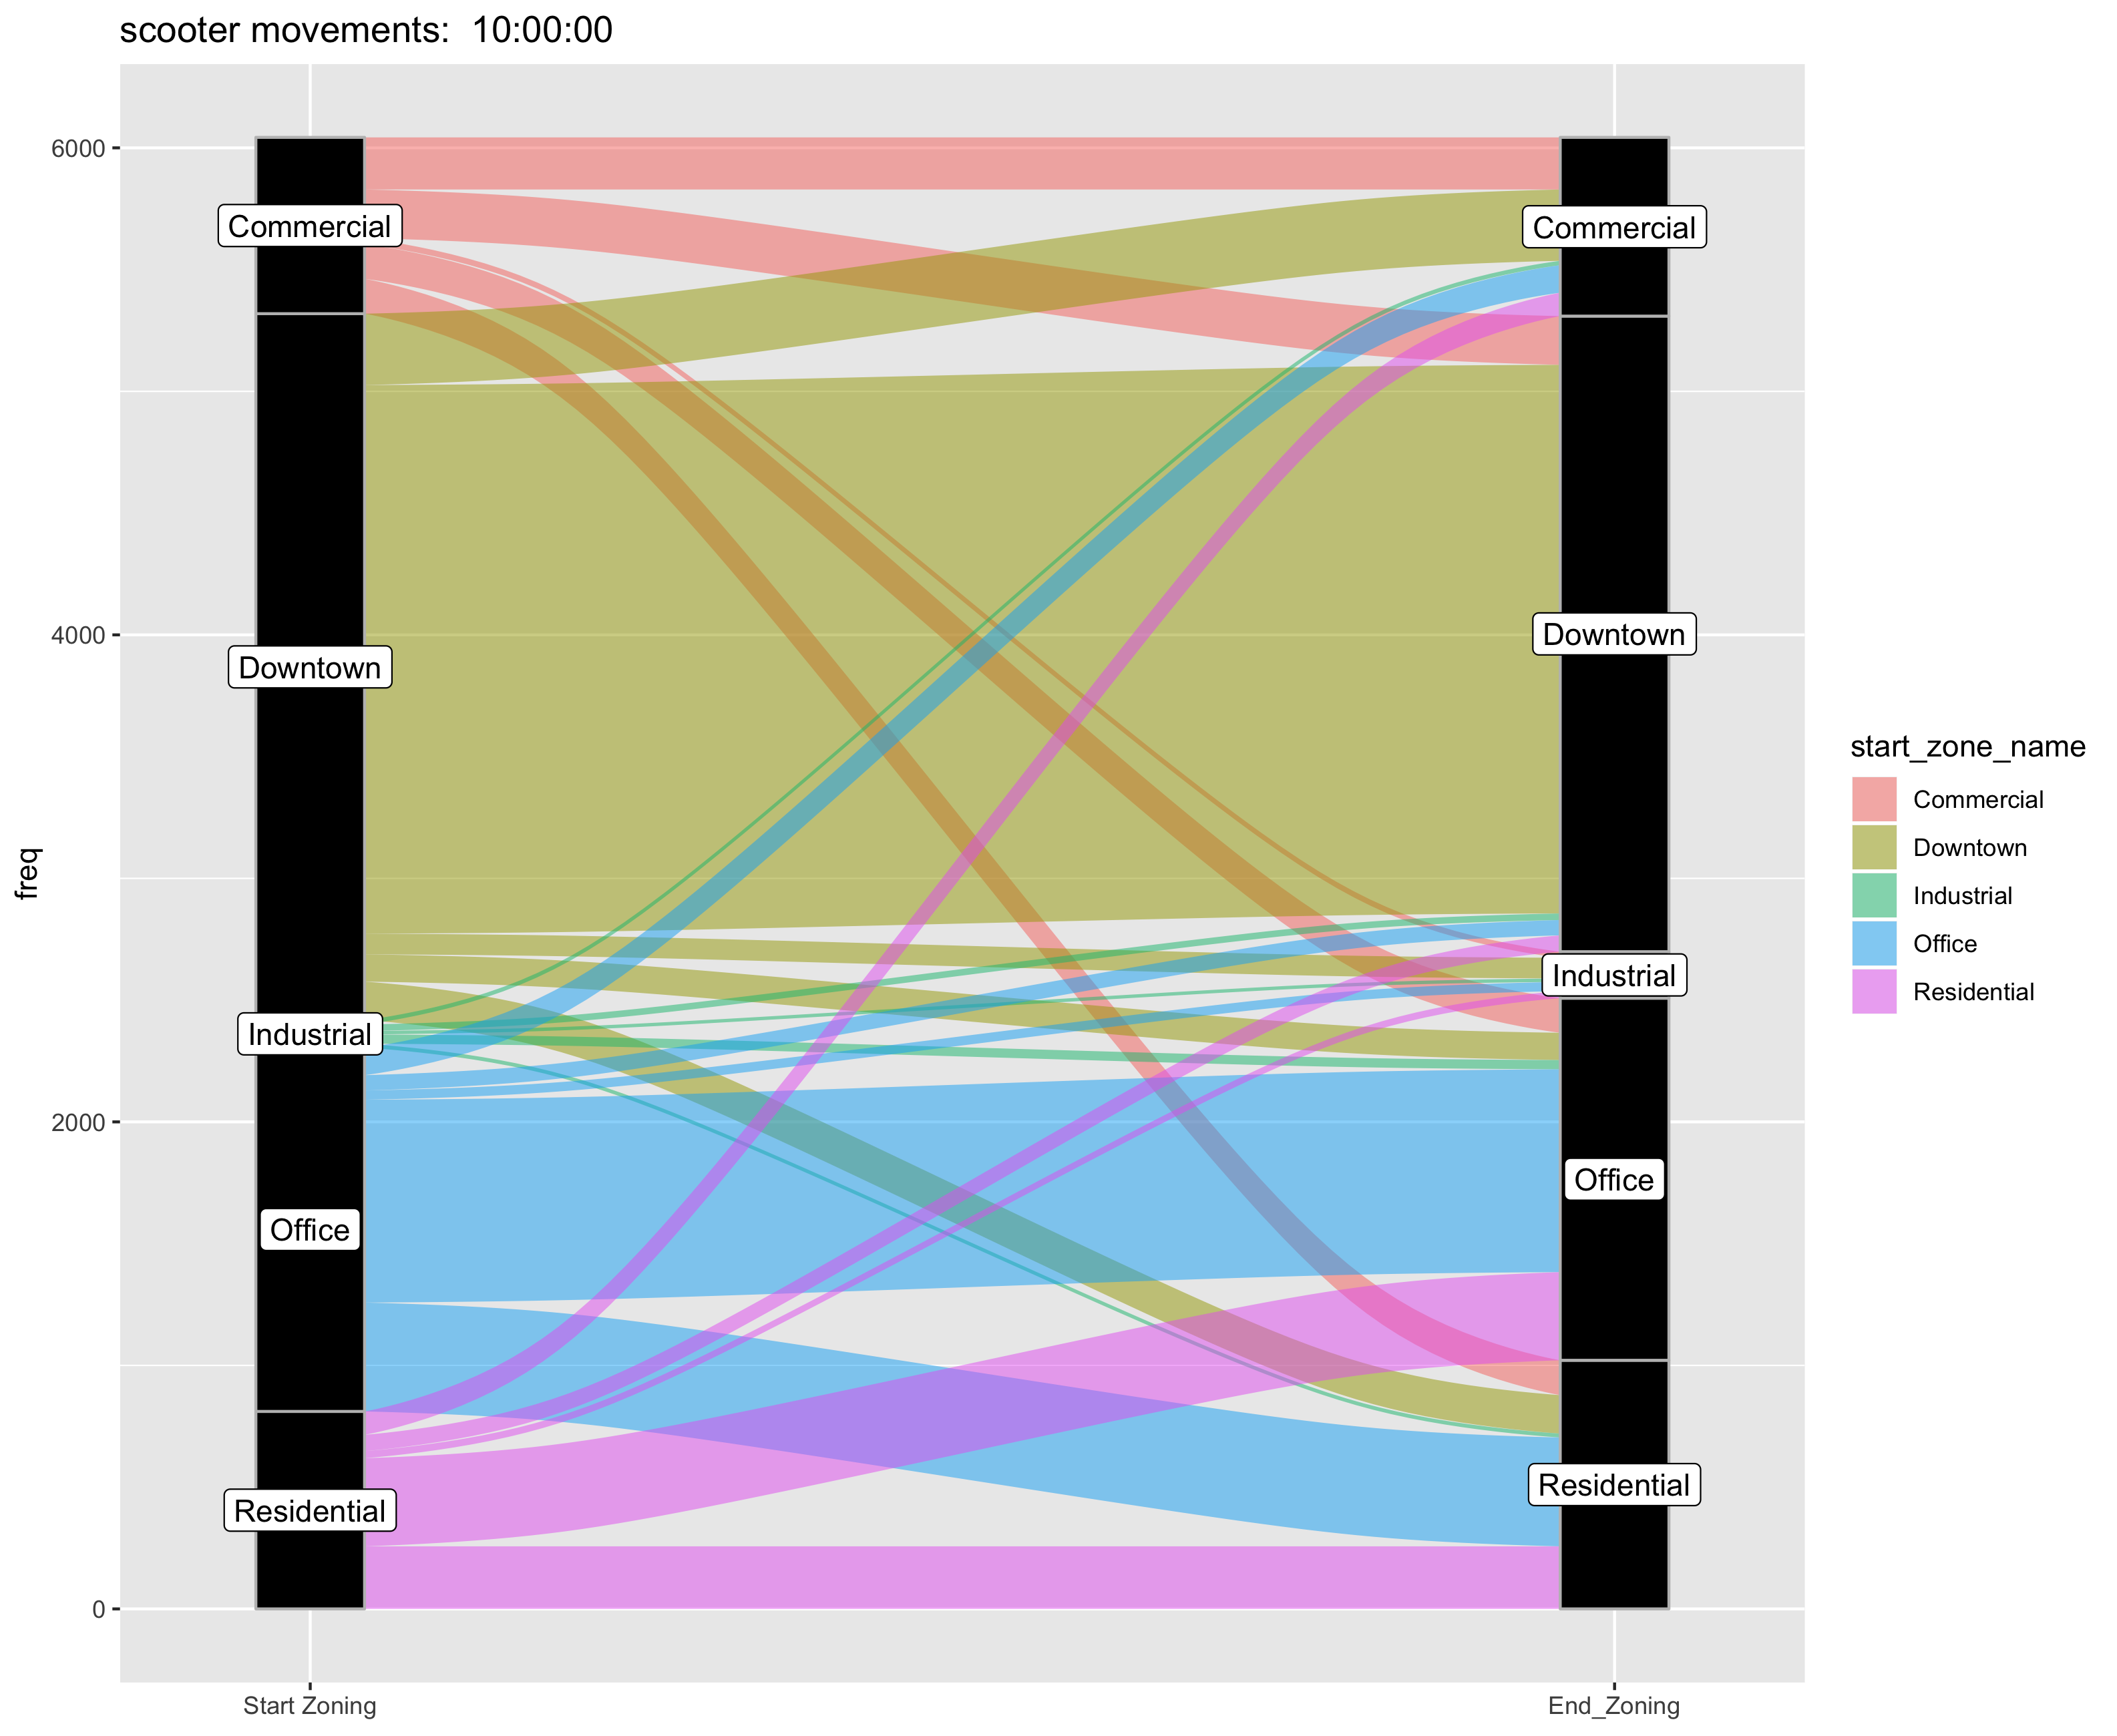 scooter movements:  10:00:00
freq
6000
4000
2000
0
Commercial
Downtown
Industrial
Office
Residential
Commercial
Downtown
Industrial
Office
Residential
Start Zoning
End_Zoning
start_zone_name
Commercial
Downtown
Industrial
Office
Residential